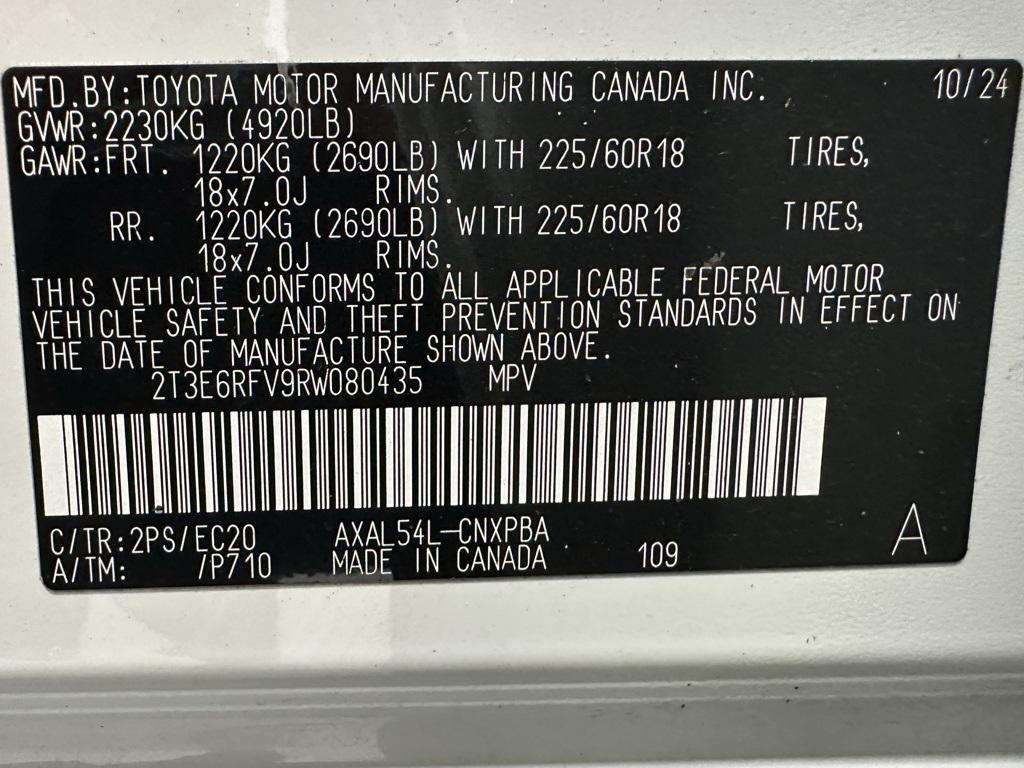 MFD.BY:TOYOTA MOTOR MANUFACTURING CANADA INC. 10/24
GVWR:2230KG (4920LB)
GAWR:FRT. 1220KG (2690LB) WITH 225/60R18 TIRES,
18x7.0J RIMS.
RR. 1220KG (2690LB) WITH 225/60R18 TIRES,
18x7.0J RIMS.
THIS VEHICLE CONFORMS TO ALL APPLICABLE FEDERAL MOTOR
VEHICLE SAFETY AND THEFT PREVENTION STANDARDS IN EFFECT ON
THE DATE OF MANUFACTURE SHOWN ABOVE.
2T3E6RFV9RW080435 MPV
C/TR:2PS/EC20 AXAL54L-CNXPBA A
A/TM: /P710 MADE IN CANADA 109